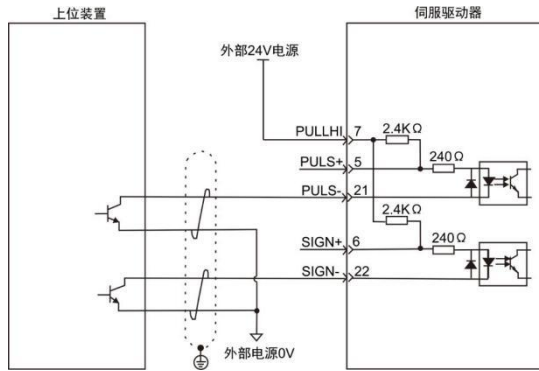 上位装置
伺服驱动器
外部24V电源
PULLHI 7 2.4KΩ
PULS+ 5 240Ω
PULS- 21
2.4KΩ
SIGN+ 6 240Ω
SIGN- 22
外部电源0V